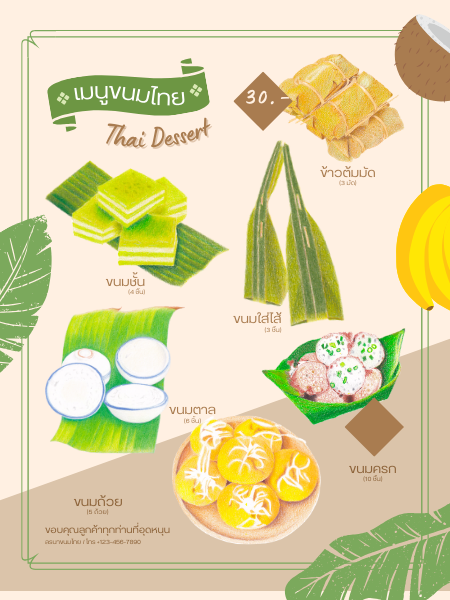 เมนูขนมไทย
Thai Dessert
30.-
ข้าวต้มมัด
(3 มัด)
ขนมชั้น
(4 ชิ้น)
ขนมใส่ไส้
(3 ชิ้น)
ขนมตาล
(6 ชิ้น)
ขนมครก
(10 ชิ้น)
ขนมถ้วย
(5 ถ้วย)
ขอบคุณลูกค้าทุกท่านที่อุดหนุน
ลรมาขนมไทย / โทร +123-456-7890